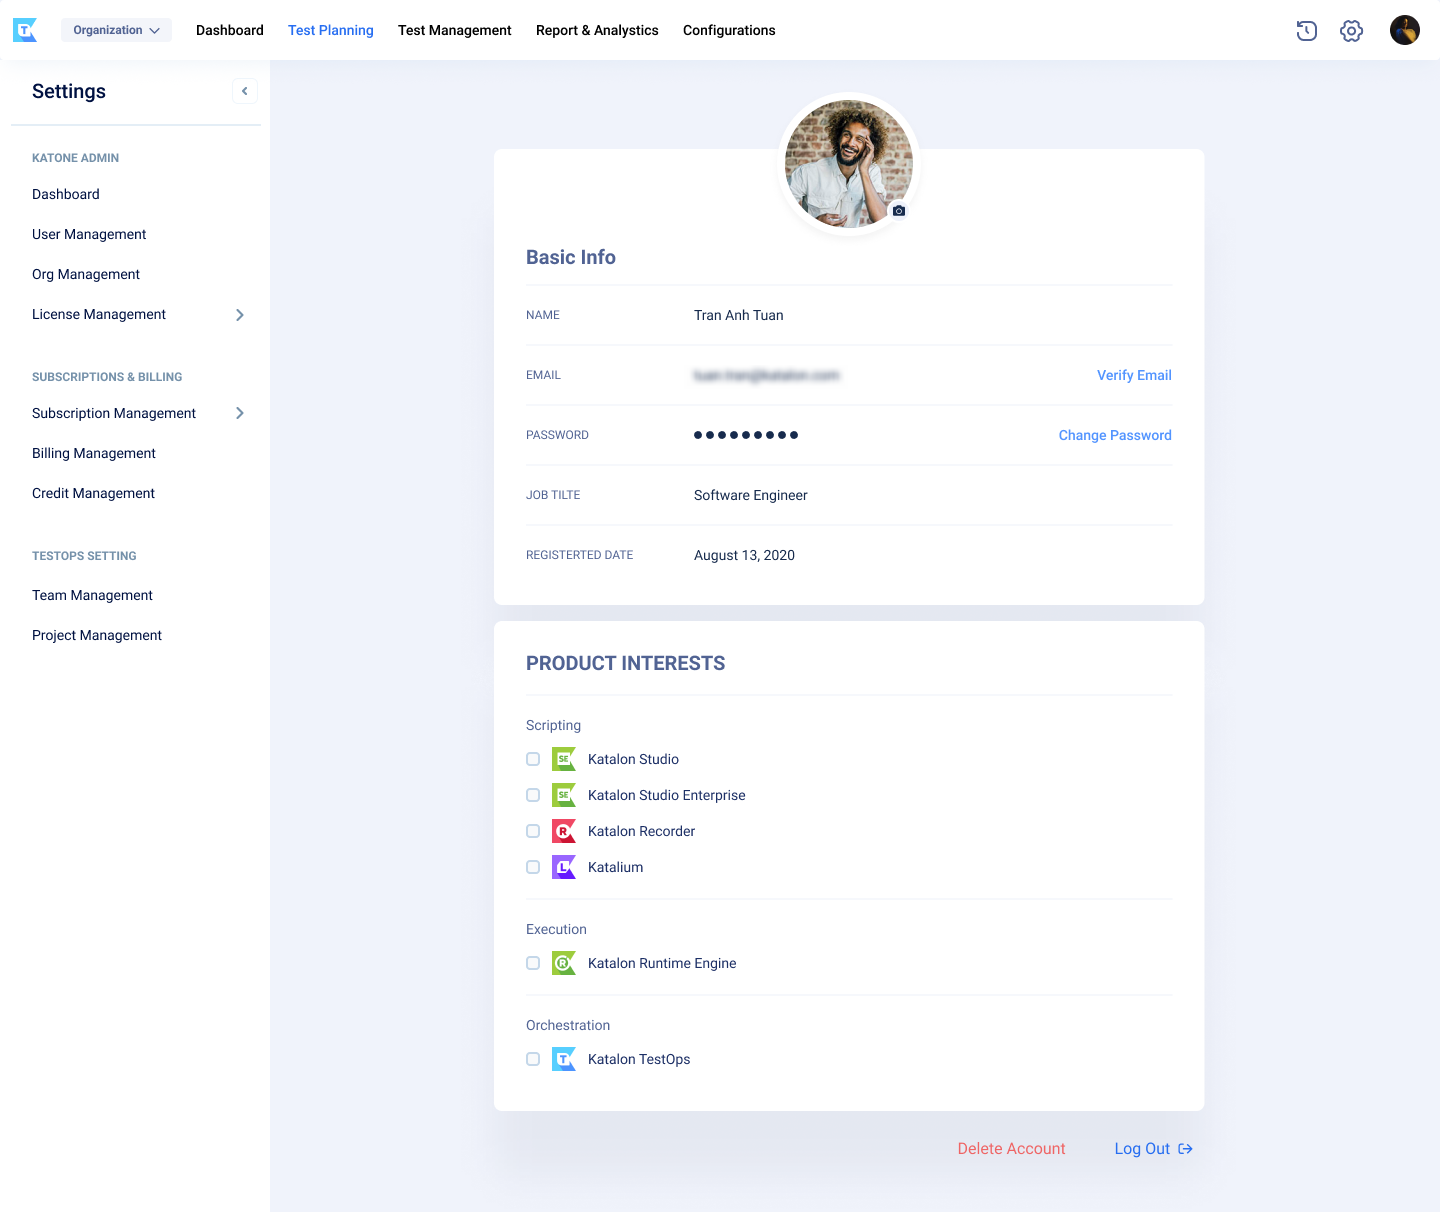 Organization
Dashboard
Test Planning
Test Management
Report & Analystics
Configurations
Settings
KATONE ADMIN
Dashboard
User Management
Org Management
License Management
SUBSCRIPTIONS & BILLING
Subscription Management
Billing Management
Credit Management
TESTOPS SETTING
Team Management
Project Management
Basic Info
NAME
Tran Anh Tuan
EMAIL
Verify Email
PASSWORD
Change Password
JOB TILTE
Software Engineer
REGISTERTED DATE
August 13, 2020
PRODUCT INTERESTS
Scripting
SE Katalon Studio
SE Katalon Studio Enterprise
R Katalon Recorder
L Katalium
Execution
R Katalon Runtime Engine
Orchestration
T Katalon TestOps
Delete Account
Log Out